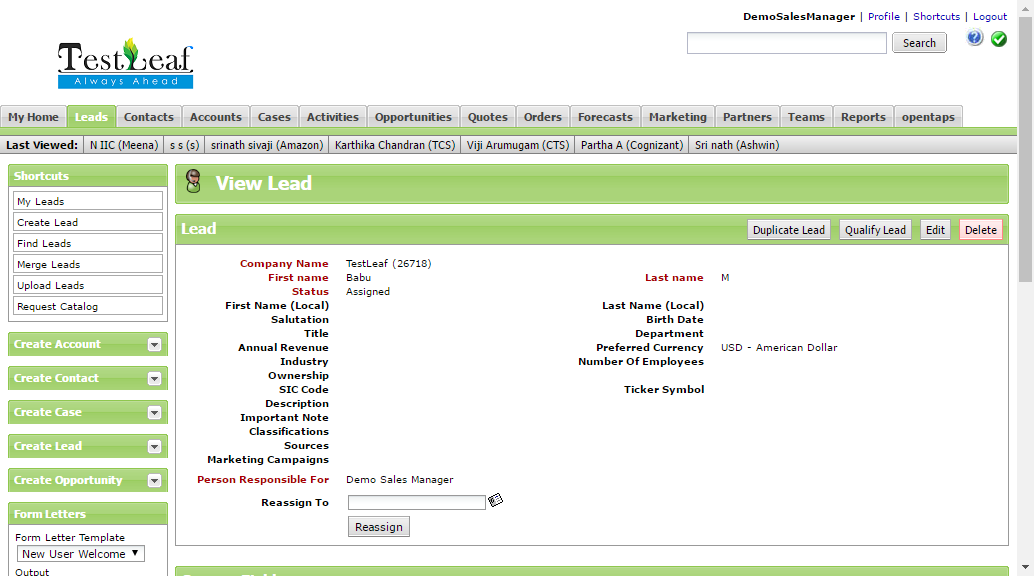 DemoSalesManager | Profile | Shortcuts | Logout
Search
TestLeaf
Always Ahead
My Home Leads Contacts Accounts Cases Activities Opportunities Quotes Orders Forecasts Marketing Partners Teams Reports opentaps
Last Viewed: N IIC (Meena) s s (s) srinath sivaji (Amazon) Karthika Chandran (TCS) Viji Arumugam (CTS) Partha A (Cognizant) Sri nath (Ashwin)
Shortcuts
My Leads
Create Lead
Find Leads
Merge Leads
Upload Leads
Request Catalog
Create Account
Create Contact
Create Case
Create Lead
Create Opportunity
Form Letters
Form Letter Template
New User Welcome
Output
View Lead
Lead Duplicate Lead Qualify Lead Edit Delete
Company Name TestLeaf (26718)
First name Babu Last name M
Status Assigned
First Name (Local) Last Name (Local)
Salutation Birth Date
Title Department
Annual Revenue Preferred Currency USD - American Dollar
Industry Number Of Employees
Ownership
SIC Code Ticker Symbol
Description
Important Note
Classifications
Sources
Marketing Campaigns
Person Responsible For Demo Sales Manager
Reassign To
Reassign